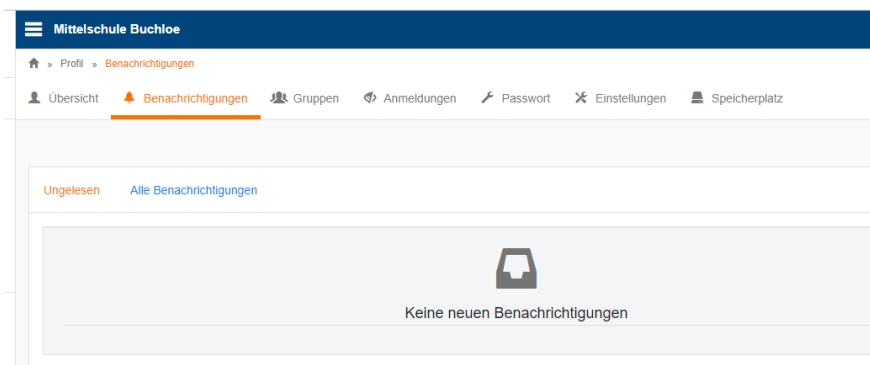 Mittelschule Buchloe
» Profil » Benachrichtigungen
Übersicht Benachrichtigungen Gruppen Anmeldungen Passwort Einstellungen Speicherplatz
Ungelesen Alle Benachrichtigungen
Keine neuen Benachrichtigungen